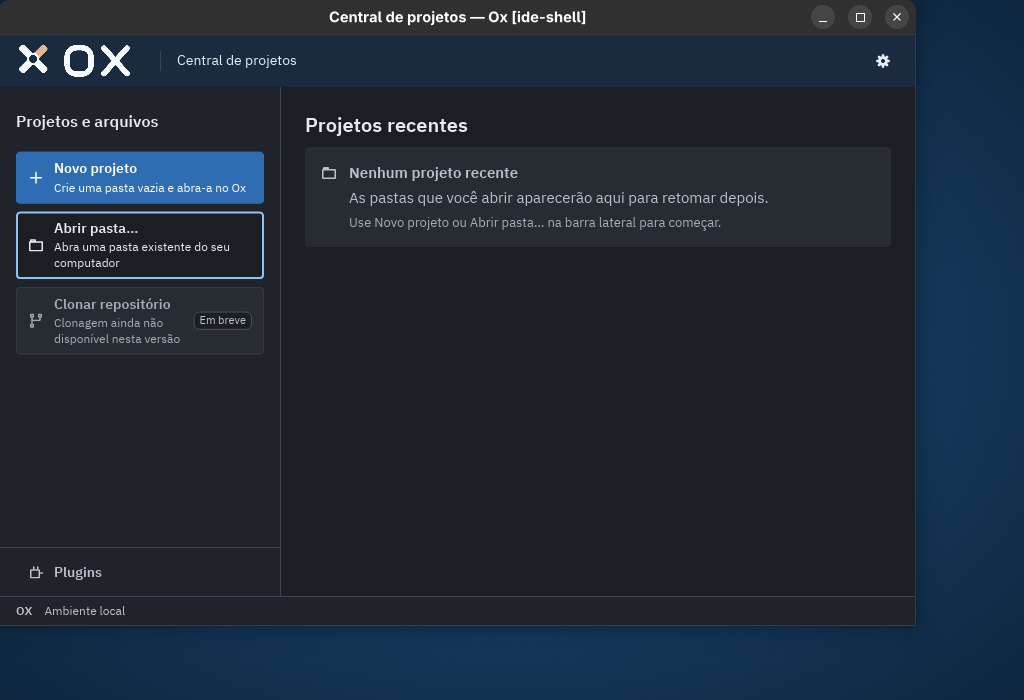 Central de projetos — Ox [ide-shell]
OX
Central de projetos
Projetos e arquivos
Novo projeto
Crie uma pasta vazia e abra-a no Ox
Abrir pasta...
Abra uma pasta existente do seu
computador
Clonar repositório
Clonagem ainda não
disponível nesta versão
Em breve
Plugins
Projetos recentes
Nenhum projeto recente
As pastas que você abrir aparecerão aqui para retomar depois.
Use Novo projeto ou Abrir pasta... na barra lateral para começar.
OX Ambiente local